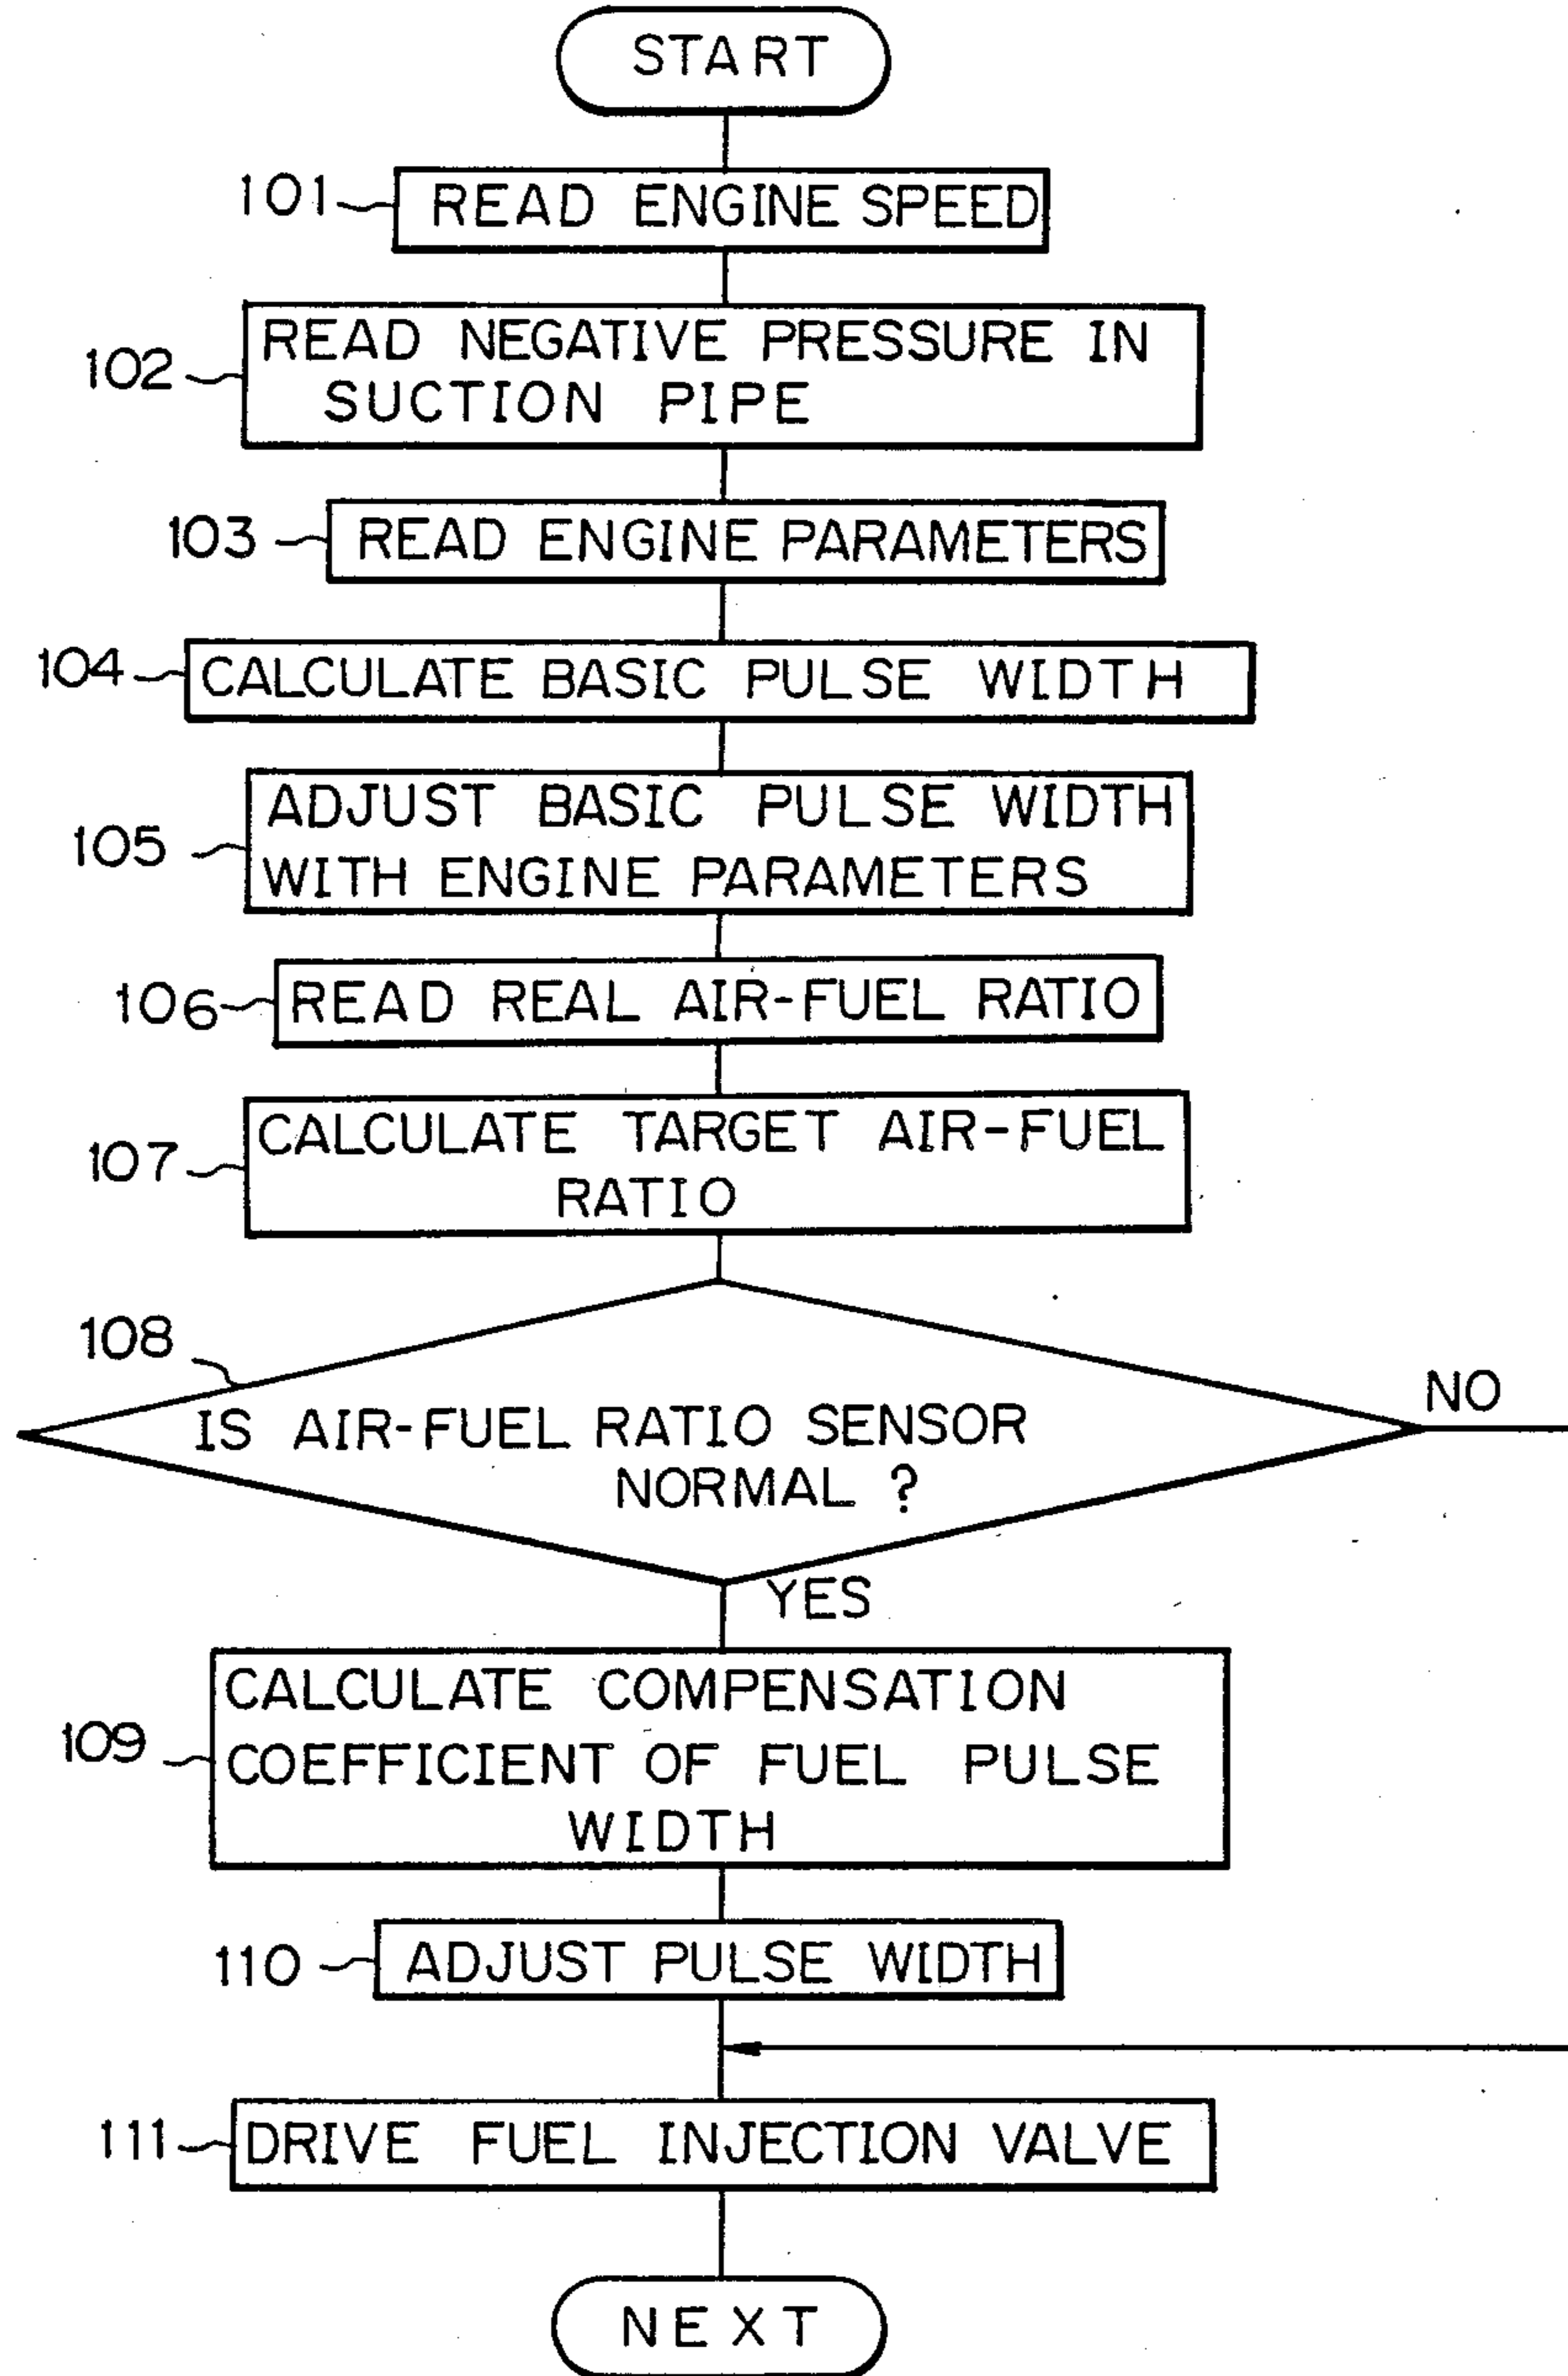 START
101
READ ENGINE SPEED
102
READ NEGATIVE PRESSURE IN
SUCTION PIPE
103
READ ENGINE PARAMETERS
104
CALCULATE BASIC PULSE WIDTH
105
ADJUST BASIC PULSE WIDTH
WITH ENGINE PARAMETERS
106
READ REAL AIR-FUEL RATIO
107
CALCULATE TARGET AIR-FUEL
RATIO
108
IS AIR-FUEL RATIO SENSOR
NORMAL ?
NO
YES
109
CALCULATE COMPENSATION
COEFFICIENT OF FUEL PULSE
WIDTH
110
ADJUST PULSE WIDTH
111
DRIVE FUEL INJECTION VALVE
NEXT